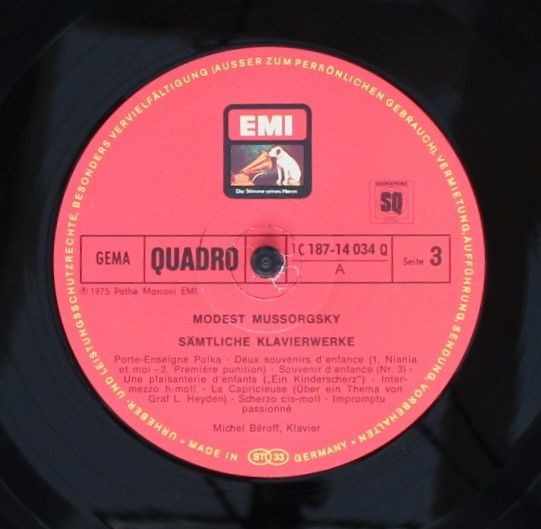 URHEBER- UND LEISTUNGSSCHUTZRECHTE, BESONDERS VERVIELFÄLTIGUNG (AUSSER ZUM PERSÖNLICHEN GEBRAUCH), VERMIETUNG, AUFFÜHRUNG, SENDUNG VORBEHALTEN •
EMI
Die Stimme seines Herrn
QUADRAPHONIC
SQ
GEMA
QUADRO
1C 187-14 034 Q
A
Seite 3
Ⓟ1975 Pathé Marconi EMI
MODEST MUSSORGSKY
SÄMTLICHE KLAVIERWERKE
Porte-Enseigne Polka · Deux souvenirs d'enfance (1. Niania
et moi - 2. Première punition) · Souvenir d'enfance (Nr. 3) -
Une plaisanterie d'enfants („Ein Kinderscherz") · Inter-
mezzo h-moll · La Capricieuse (Über ein Thema von
Graf L. Heyden) · Scherzo cis-moll · Impromptu
passionné
Michel Béroff, Klavier
• MADE IN ST 33 GERMANY •